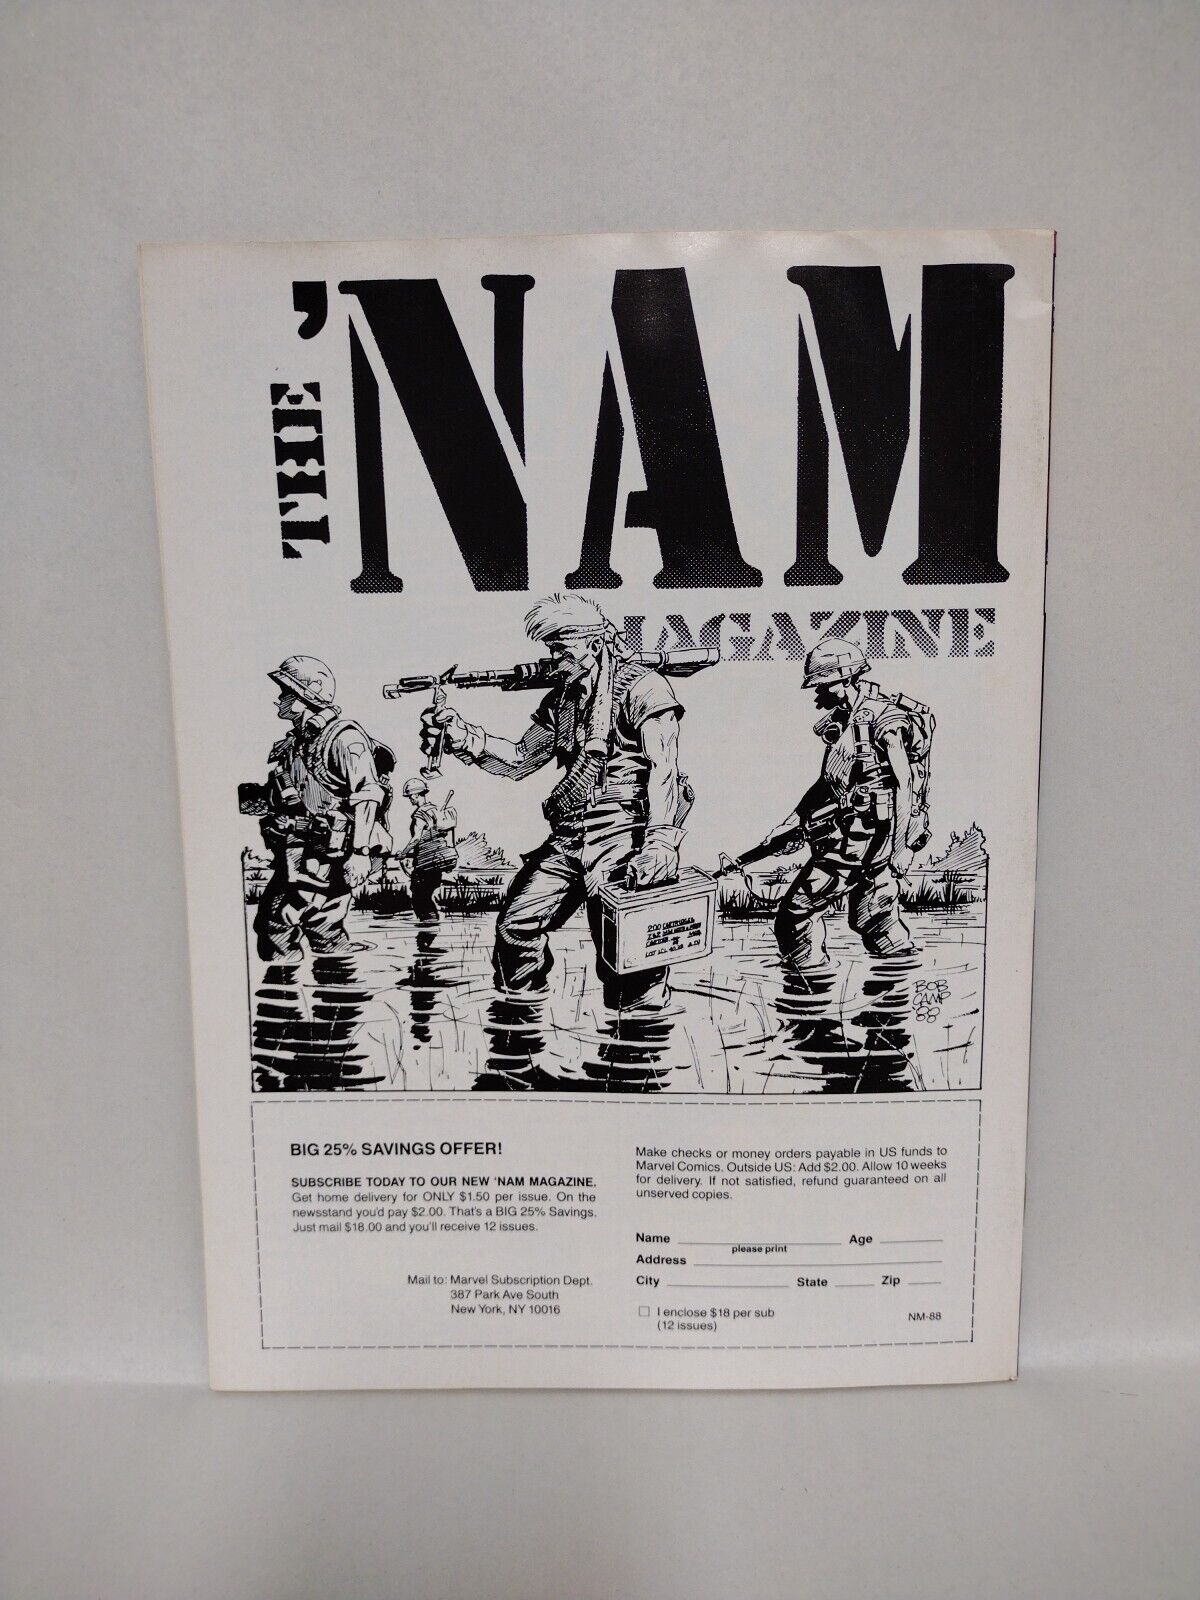 THE 'NAM
MAGAZINE
200 CARTRIDGES
BOB
CAMP
'88
BIG 25% SAVINGS OFFER!
SUBSCRIBE TODAY TO OUR NEW 'NAM MAGAZINE.
Get home delivery for ONLY $1.50 per issue. On the
newsstand you'd pay $2.00. That's a BIG 25% Savings.
Just mail $18.00 and you'll receive 12 issues.
Mail to: Marvel Subscription Dept.
387 Park Ave South
New York, NY 10016
Make checks or money orders payable in US funds to
Marvel Comics. Outside US: Add $2.00. Allow 10 weeks
for delivery. If not satisfied, refund guaranteed on all
unserved copies.
Name Age
please print
Address
City State Zip
I enclose $18 per sub
(12 issues)
NM-88